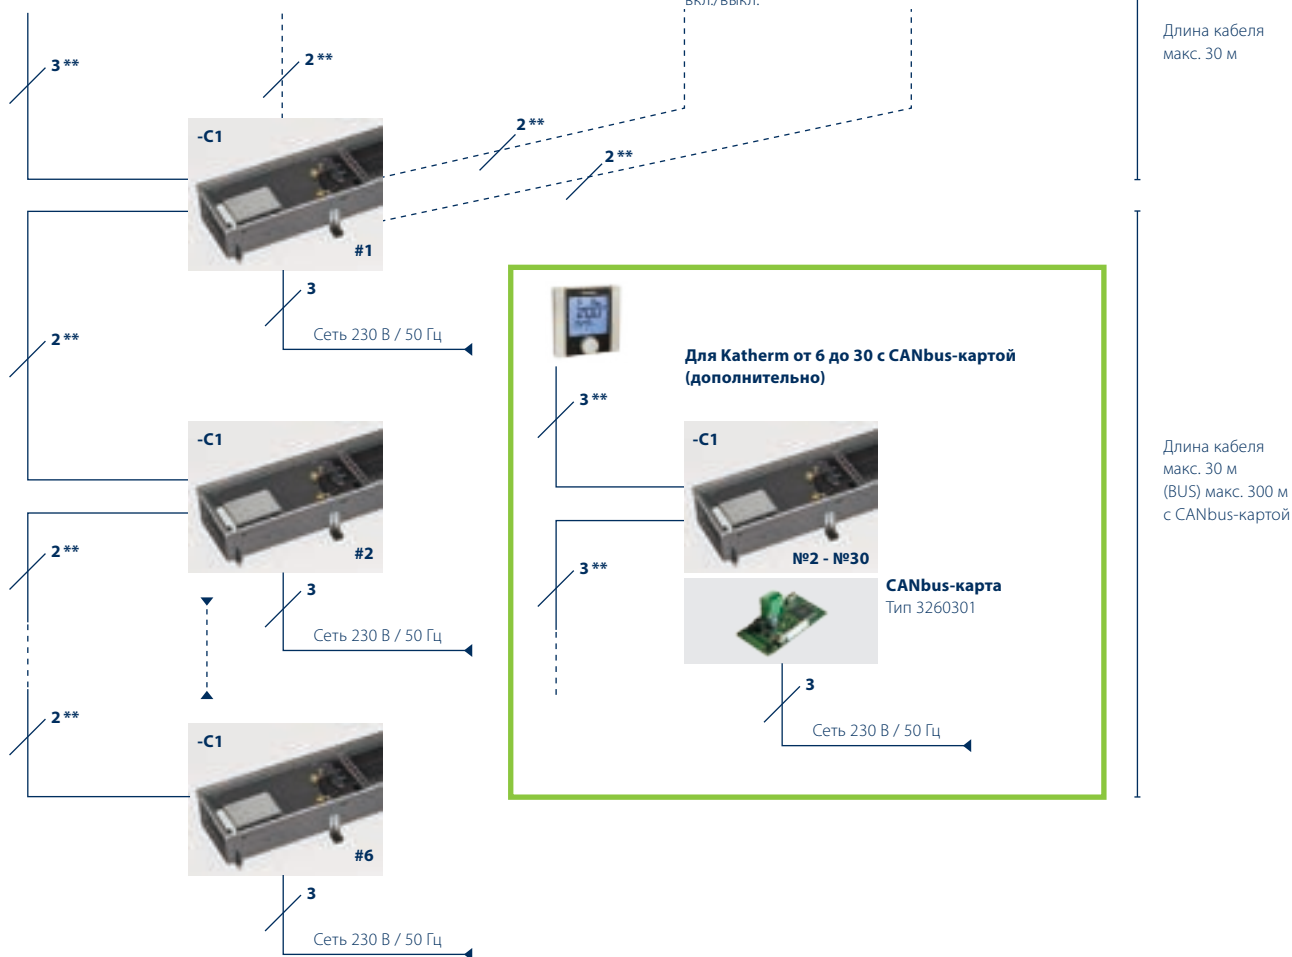 вкл./выкл.
Длина кабеля
макс. 30 м
3 **
2 **
-C1
2 **
2 **
#1
3
Сеть 230 В / 50 Гц
2 **
Для Katherm от 6 до 30 с CANbus-картой
(дополнительно)
3 **
-C1
#2
-C1
№2 - №30
Длина кабеля
макс. 30 м
(BUS) макс. 300 м
с CANbus-картой
2 **
3
Сеть 230 В / 50 Гц
3 **
CANbus-карта
Тип 3260301
3
Сеть 230 В / 50 Гц
2 **
-C1
#6
3
Сеть 230 В / 50 Гц